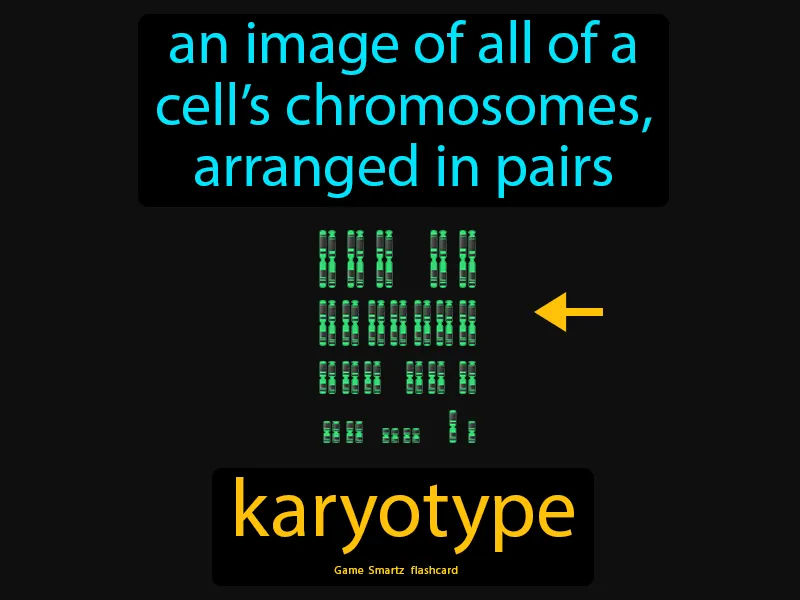 an image of all of a
cell’s chromosomes,
arranged in pairs
karyotype
Game Smartz flashcard